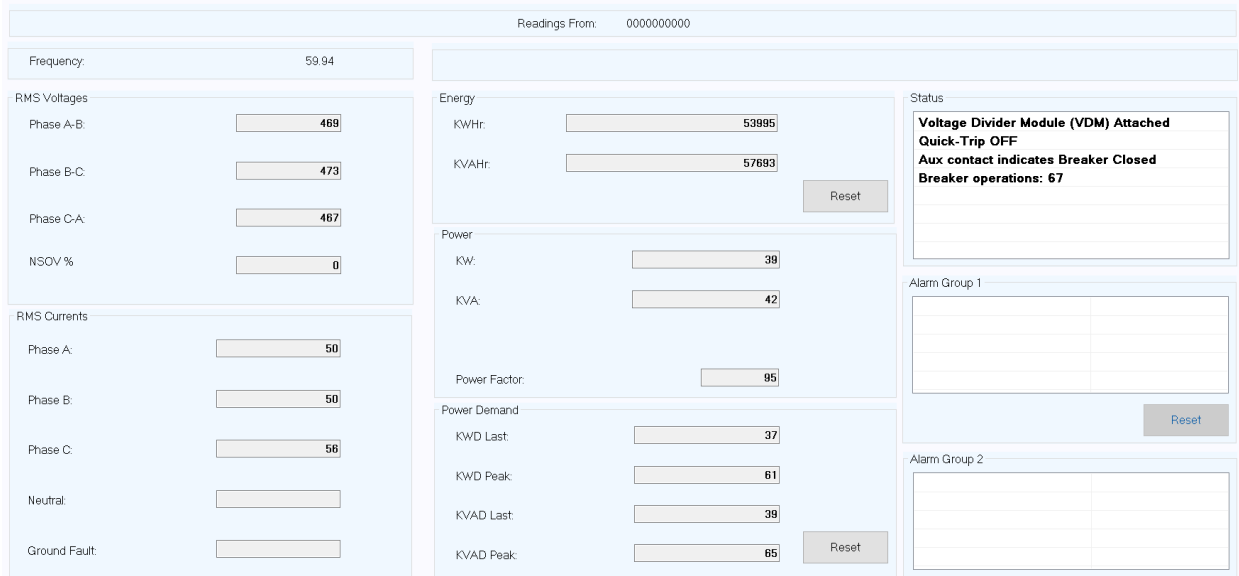 Readings From: 0000000000
Frequency: 59.94
RMS Voltages
Phase A-B: 469
Phase B-C: 473
Phase C-A: 467
NSOV % 0
RMS Currents
Phase A: 50
Phase B: 50
Phase C: 56
Neutral:
Ground Fault:
Energy
KWHr: 53995
KVAHr: 57693
Reset
Power
KW: 39
KVA: 42
Power Factor: 95
Power Demand
KWD Last: 37
KWD Peak: 61
KVAD Last: 39
KVAD Peak: 65
Reset
Status
Voltage Divider Module (VDM) Attached
Quick-Trip OFF
Aux contact indicates Breaker Closed
Breaker operations: 67
Alarm Group 1
Reset
Alarm Group 2